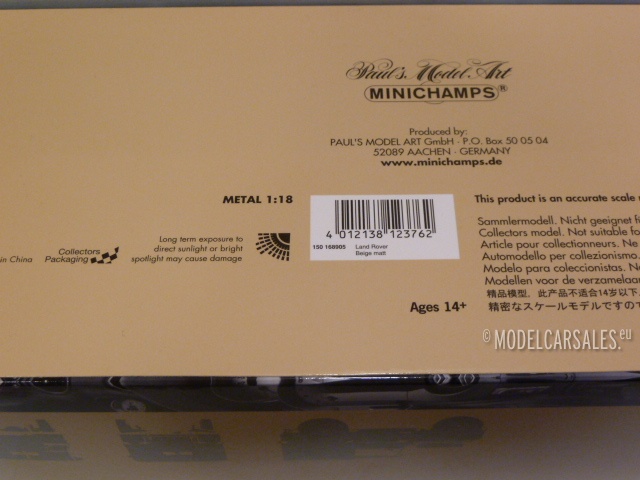 Paul's Model Art
MINICHAMPS®
Produced by:
PAUL'S MODEL ART GmbH · P.O. Box 50 05 04
52089 AACHEN · GERMANY
www.minichamps.de
METAL 1:18
4 012138 123762
150 168905 Land Rover
Beige matt
This product is an accurate scale
Sammlermodell. Nicht geeignet
Collectors model. Not suitable
Article pour collectionneurs. Ne
Automodello per collezionismo.
Modelo para coleccionistas.
Modellen voor de verzamelaar
精品模型。此产品不适合14岁以下
精密なスケールモデルですので
Long term exposure to
direct sunlight or bright
spotlight may cause damage
Collectors
Packaging
in China
Ages 14+
© MODELCARSALES.eu